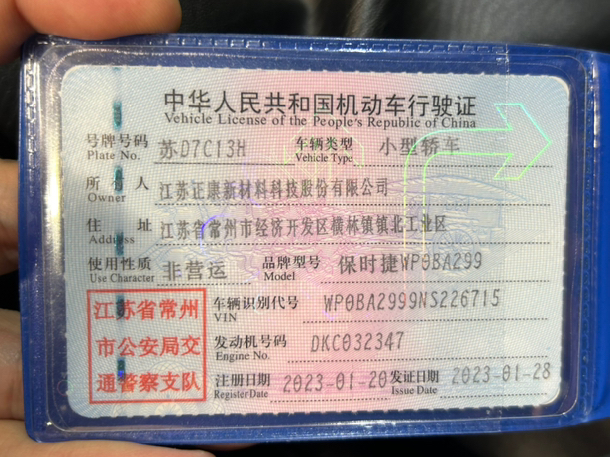 中华人民共和国机动车行驶证
Vehicle License of the People's Republic of China
号牌号码 苏D7C13H 车辆类型 小型轿车
Plate No. Vehicle Type
所有人 江苏正康新材料科技股份有限公司
Owner
住址 江苏省常州市经济开发区横林镇镇北工业区
Address
使用性质 非营运 品牌型号 保时捷WP0BA299
Use Character Model
江苏省常州
市公安局交
通警察支队
车辆识别代号 WP0BA2999NS226715
VIN
发动机号码 DKC032347
Engine No.
注册日期 2023-01-28 发证日期 2023-01-28
Register Date Issue Date